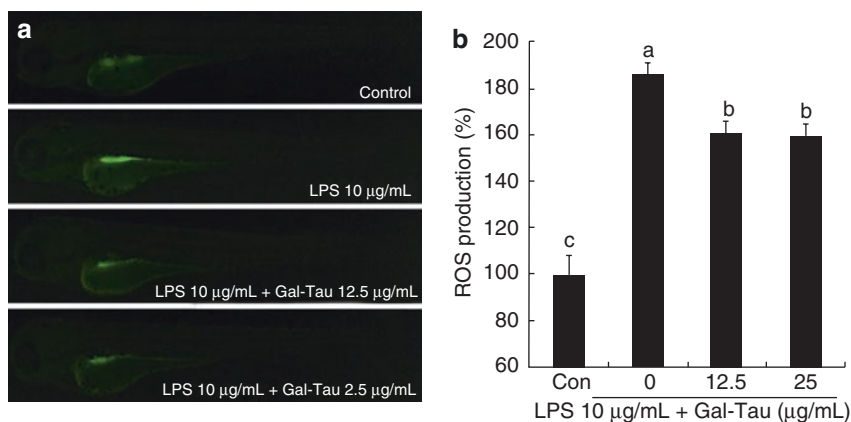 a
Control
LPS 10 µg/mL
LPS 10 µg/mL + Gal-Tau 12.5 µg/mL
LPS 10 µg/mL + Gal-Tau 2.5 µg/mL
b
ROS production (%)
200
180
160
140
120
100
80
60
c
a
b
b
Con 0 12.5 25
LPS 10 µg/mL + Gal-Tau (µg/mL)